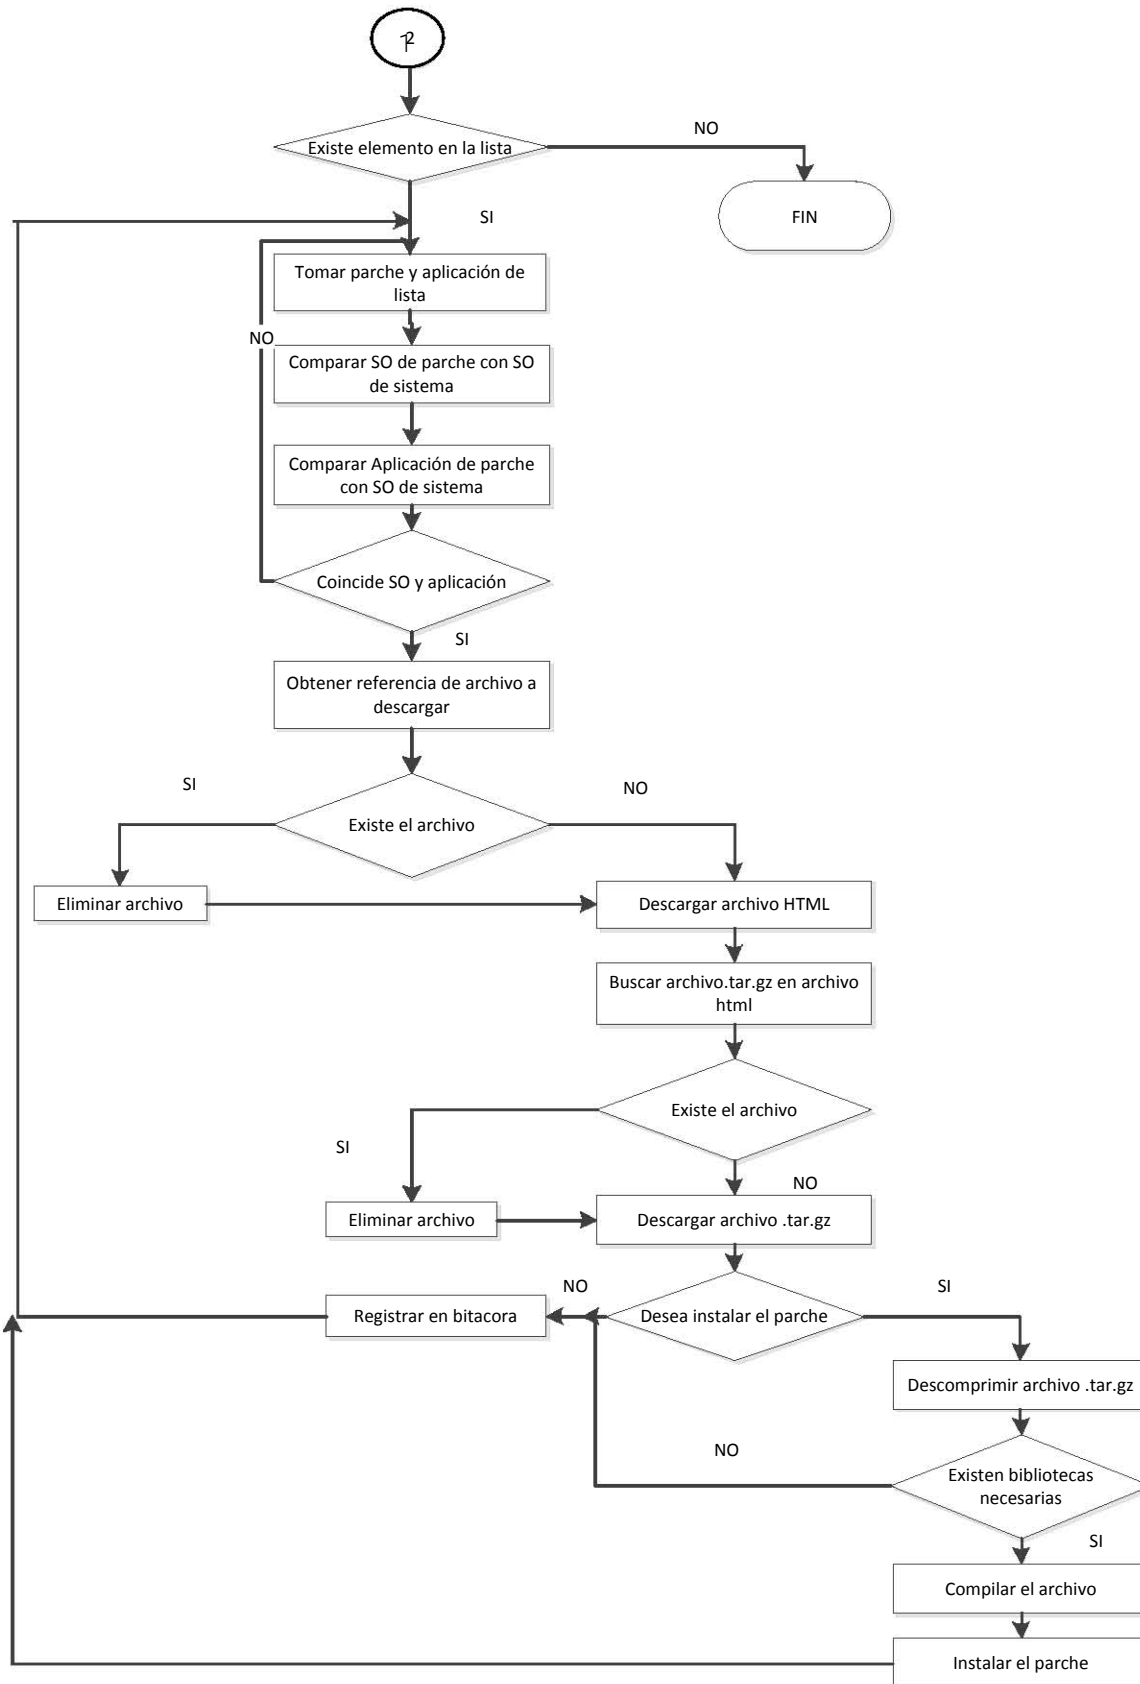 Existe elemento en la lista
NO
FIN
SI
Tomar parche y aplicación de
lista
NO
Comparar SO de parche con SO
de sistema
Comparar Aplicación de parche
con SO de sistema
Coincide SO y aplicación
SI
Obtener referencia de archivo a
descargar
SI
NO
Existe el archivo
Eliminar archivo
Descargar archivo HTML
Buscar archivo.tar.gz en archivo
html
Existe el archivo
SI
NO
Eliminar archivo
Descargar archivo .tar.gz
NO
SI
Registrar en bitacora
Desea instalar el parche
Descomprimir archivo .tar.gz
NO
Existen bibliotecas
necesarias
SI
Compilar el archivo
Instalar el parche